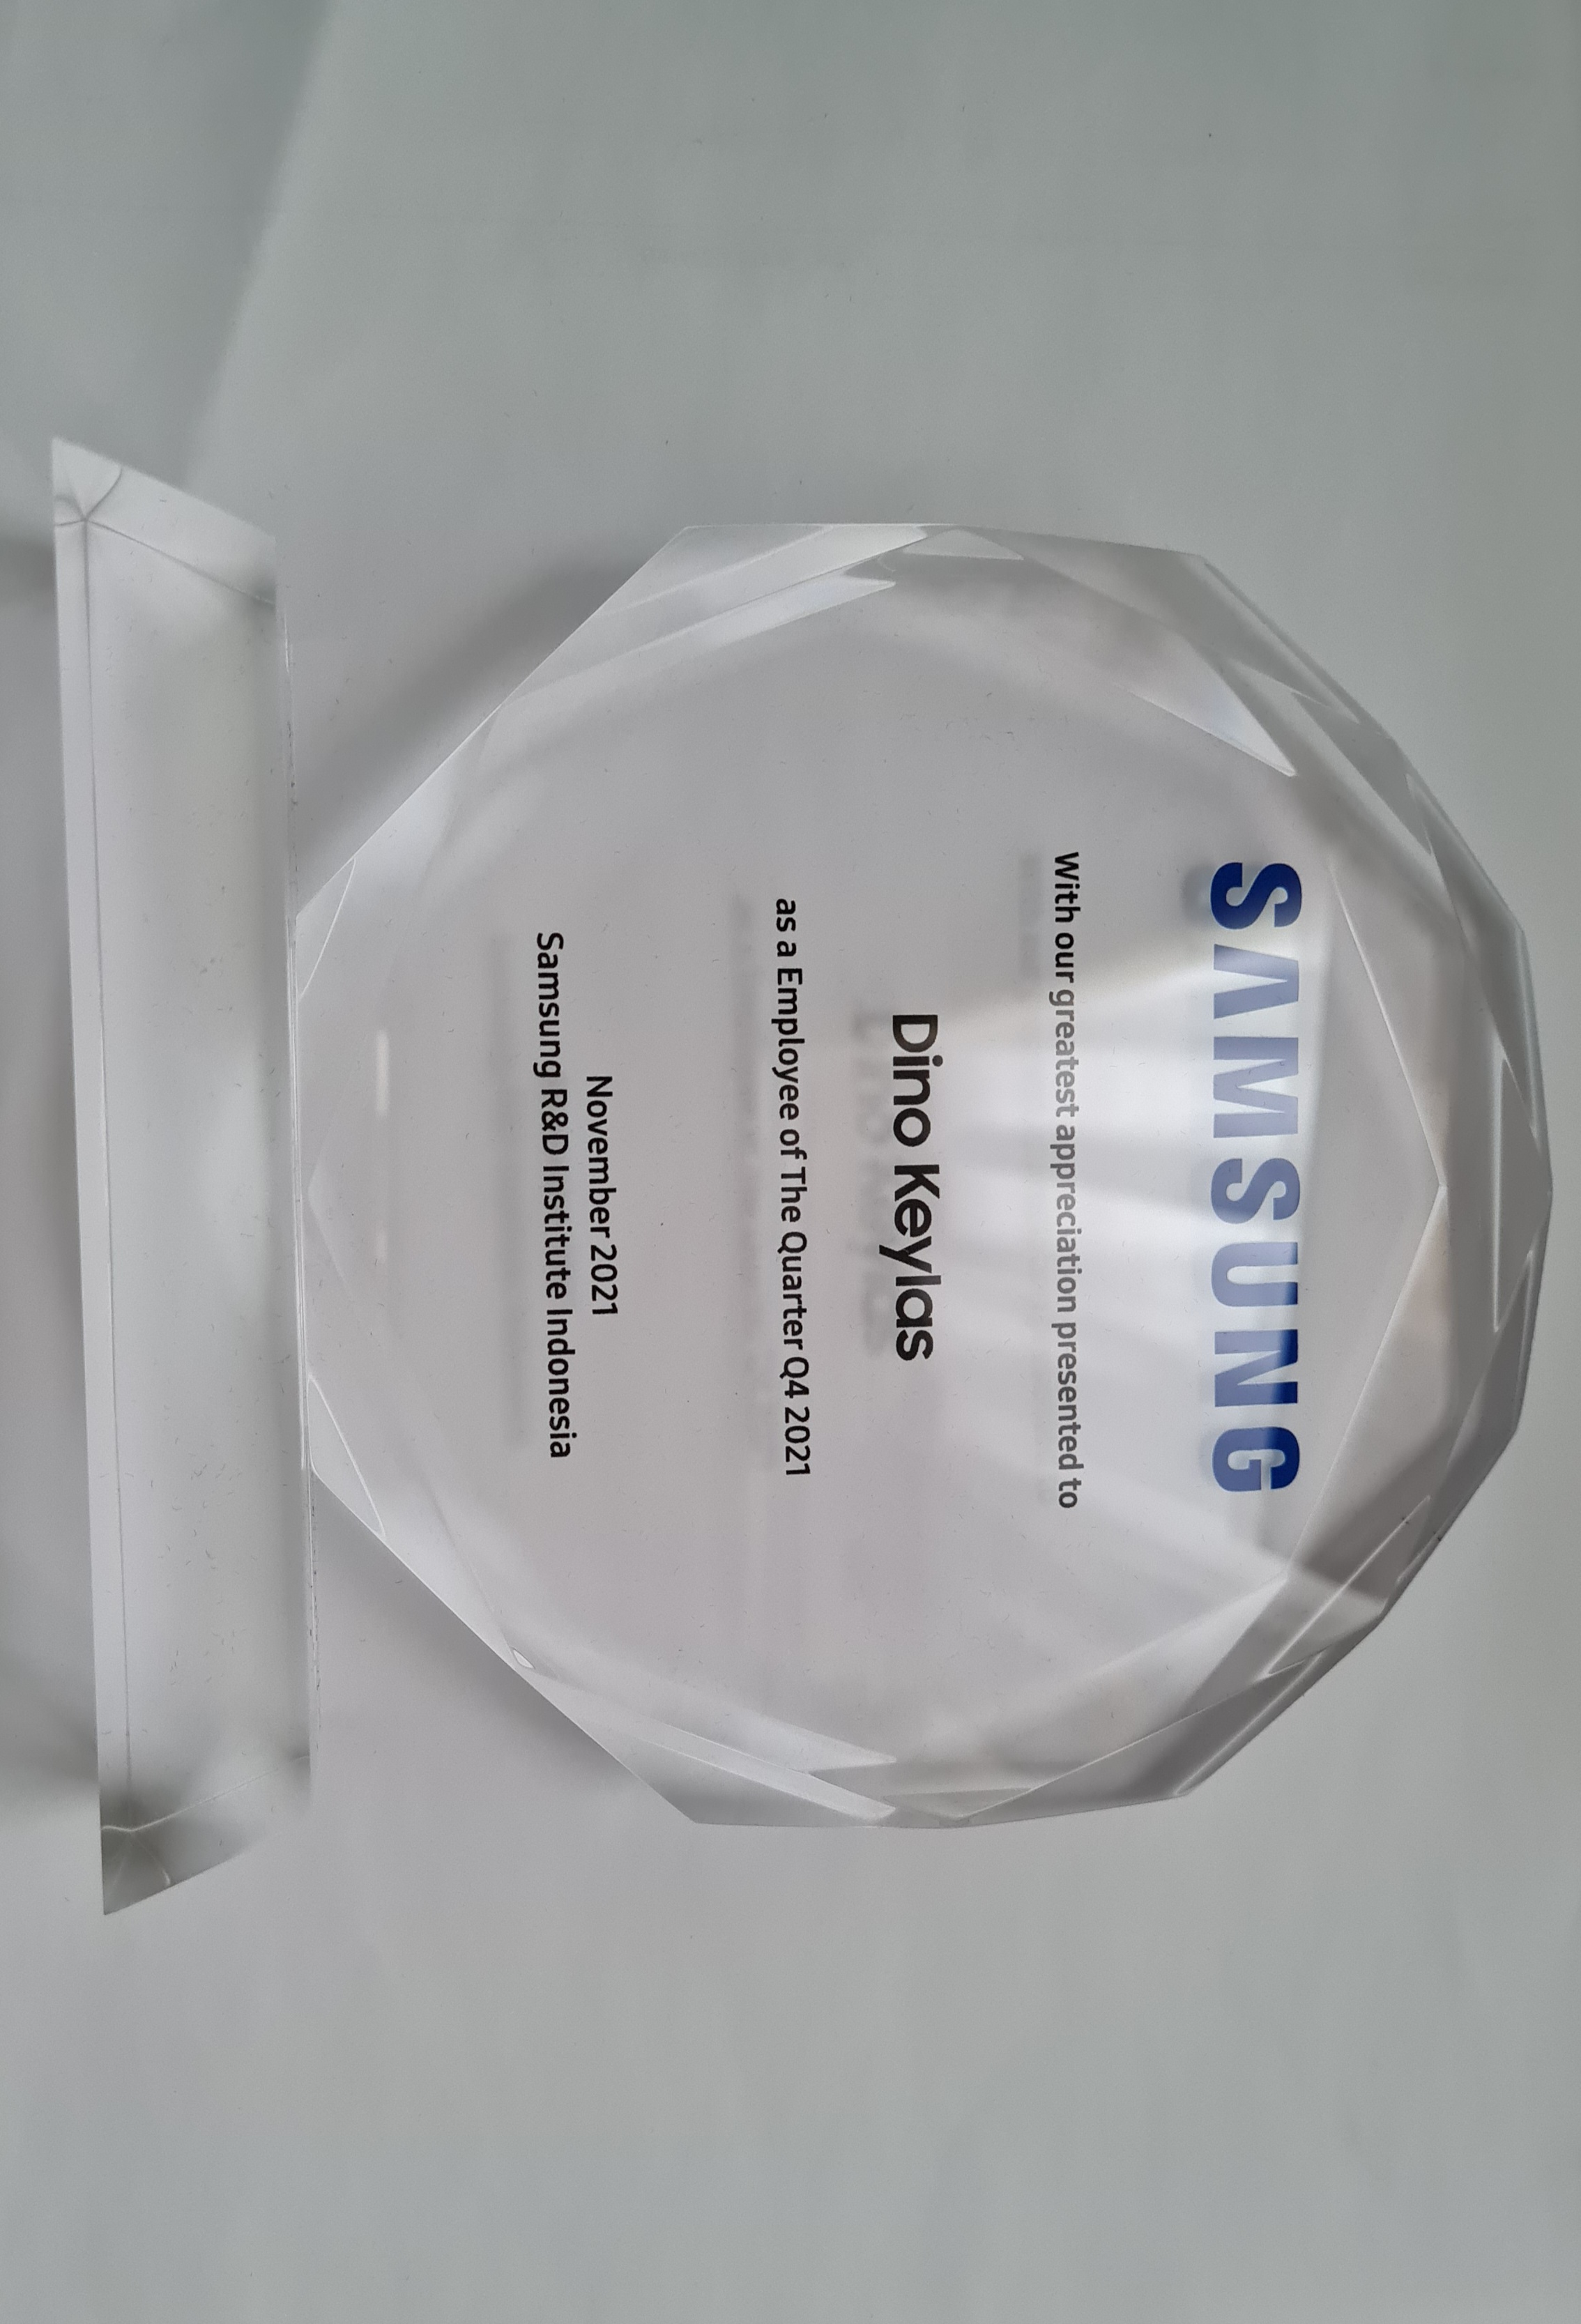 SAMSUNG
With our greatest appreciation presented to
Dino Keylas
as a Employee of The Quarter Q4 2021
November 2021
Samsung R&D Institute Indonesia